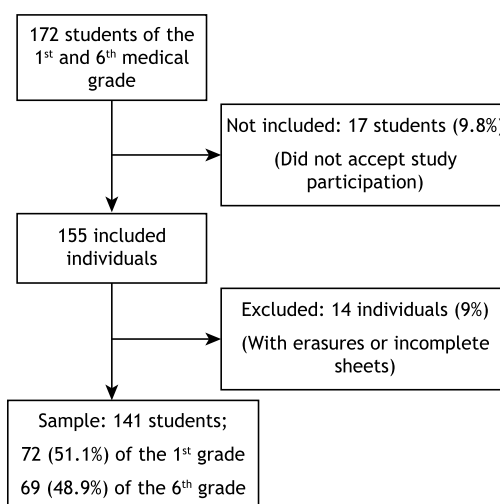 172 students of the
1st and 6th medical
grade
Not included: 17 students (9.8%)
(Did not accept study
participation)
155 included
individuals
Excluded: 14 individuals (9%)
(With erasures or incomplete
sheets)
Sample: 141 students;
72 (51.1%) of the 1st grade
69 (48.9%) of the 6th grade